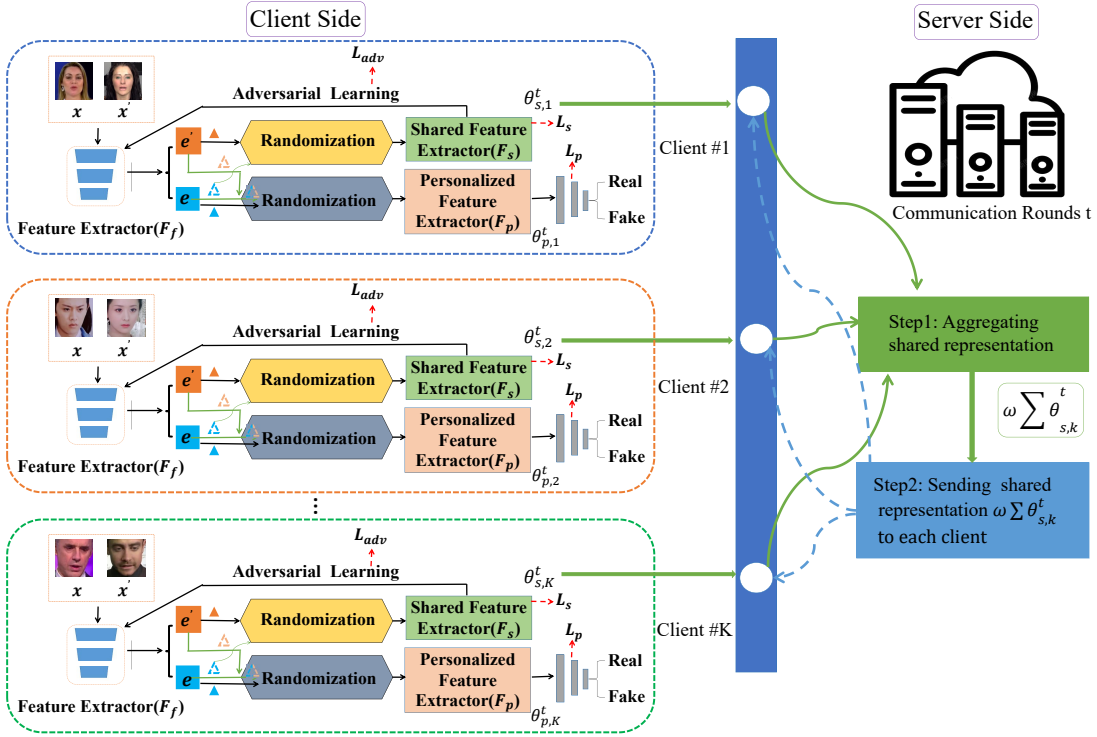 Client Side
Server Side
L_adv
Adversarial Learning
x
x'
e'
e
Randomization
Randomization
Shared Feature
Extractor(F_s)
Personalized
Feature
Extractor(F_p)
Feature Extractor(F_f)
θ^t_{s,1}
L_s
L_p
Real
Fake
θ^t_{p,1}
Client #1
L_adv
Adversarial Learning
x
x'
e'
e
Randomization
Randomization
Shared Feature
Extractor(F_s)
Personalized
Feature
Extractor(F_p)
Feature Extractor(F_f)
θ^t_{s,2}
L_s
L_p
Real
Fake
θ^t_{p,2}
Client #2
...
L_adv
Adversarial Learning
x
x'
e'
e
Randomization
Randomization
Shared Feature
Extractor(F_s)
Personalized
Feature
Extractor(F_p)
Feature Extractor(F_f)
θ^t_{s,K}
L_s
L_p
Real
Fake
θ^t_{p,K}
Client #K
Communication Rounds t
Step1: Aggregating
shared representation
ω ∑ θ^t_{s,k}
Step2: Sending shared
representation ω ∑ θ^t_{s,k}
to each client